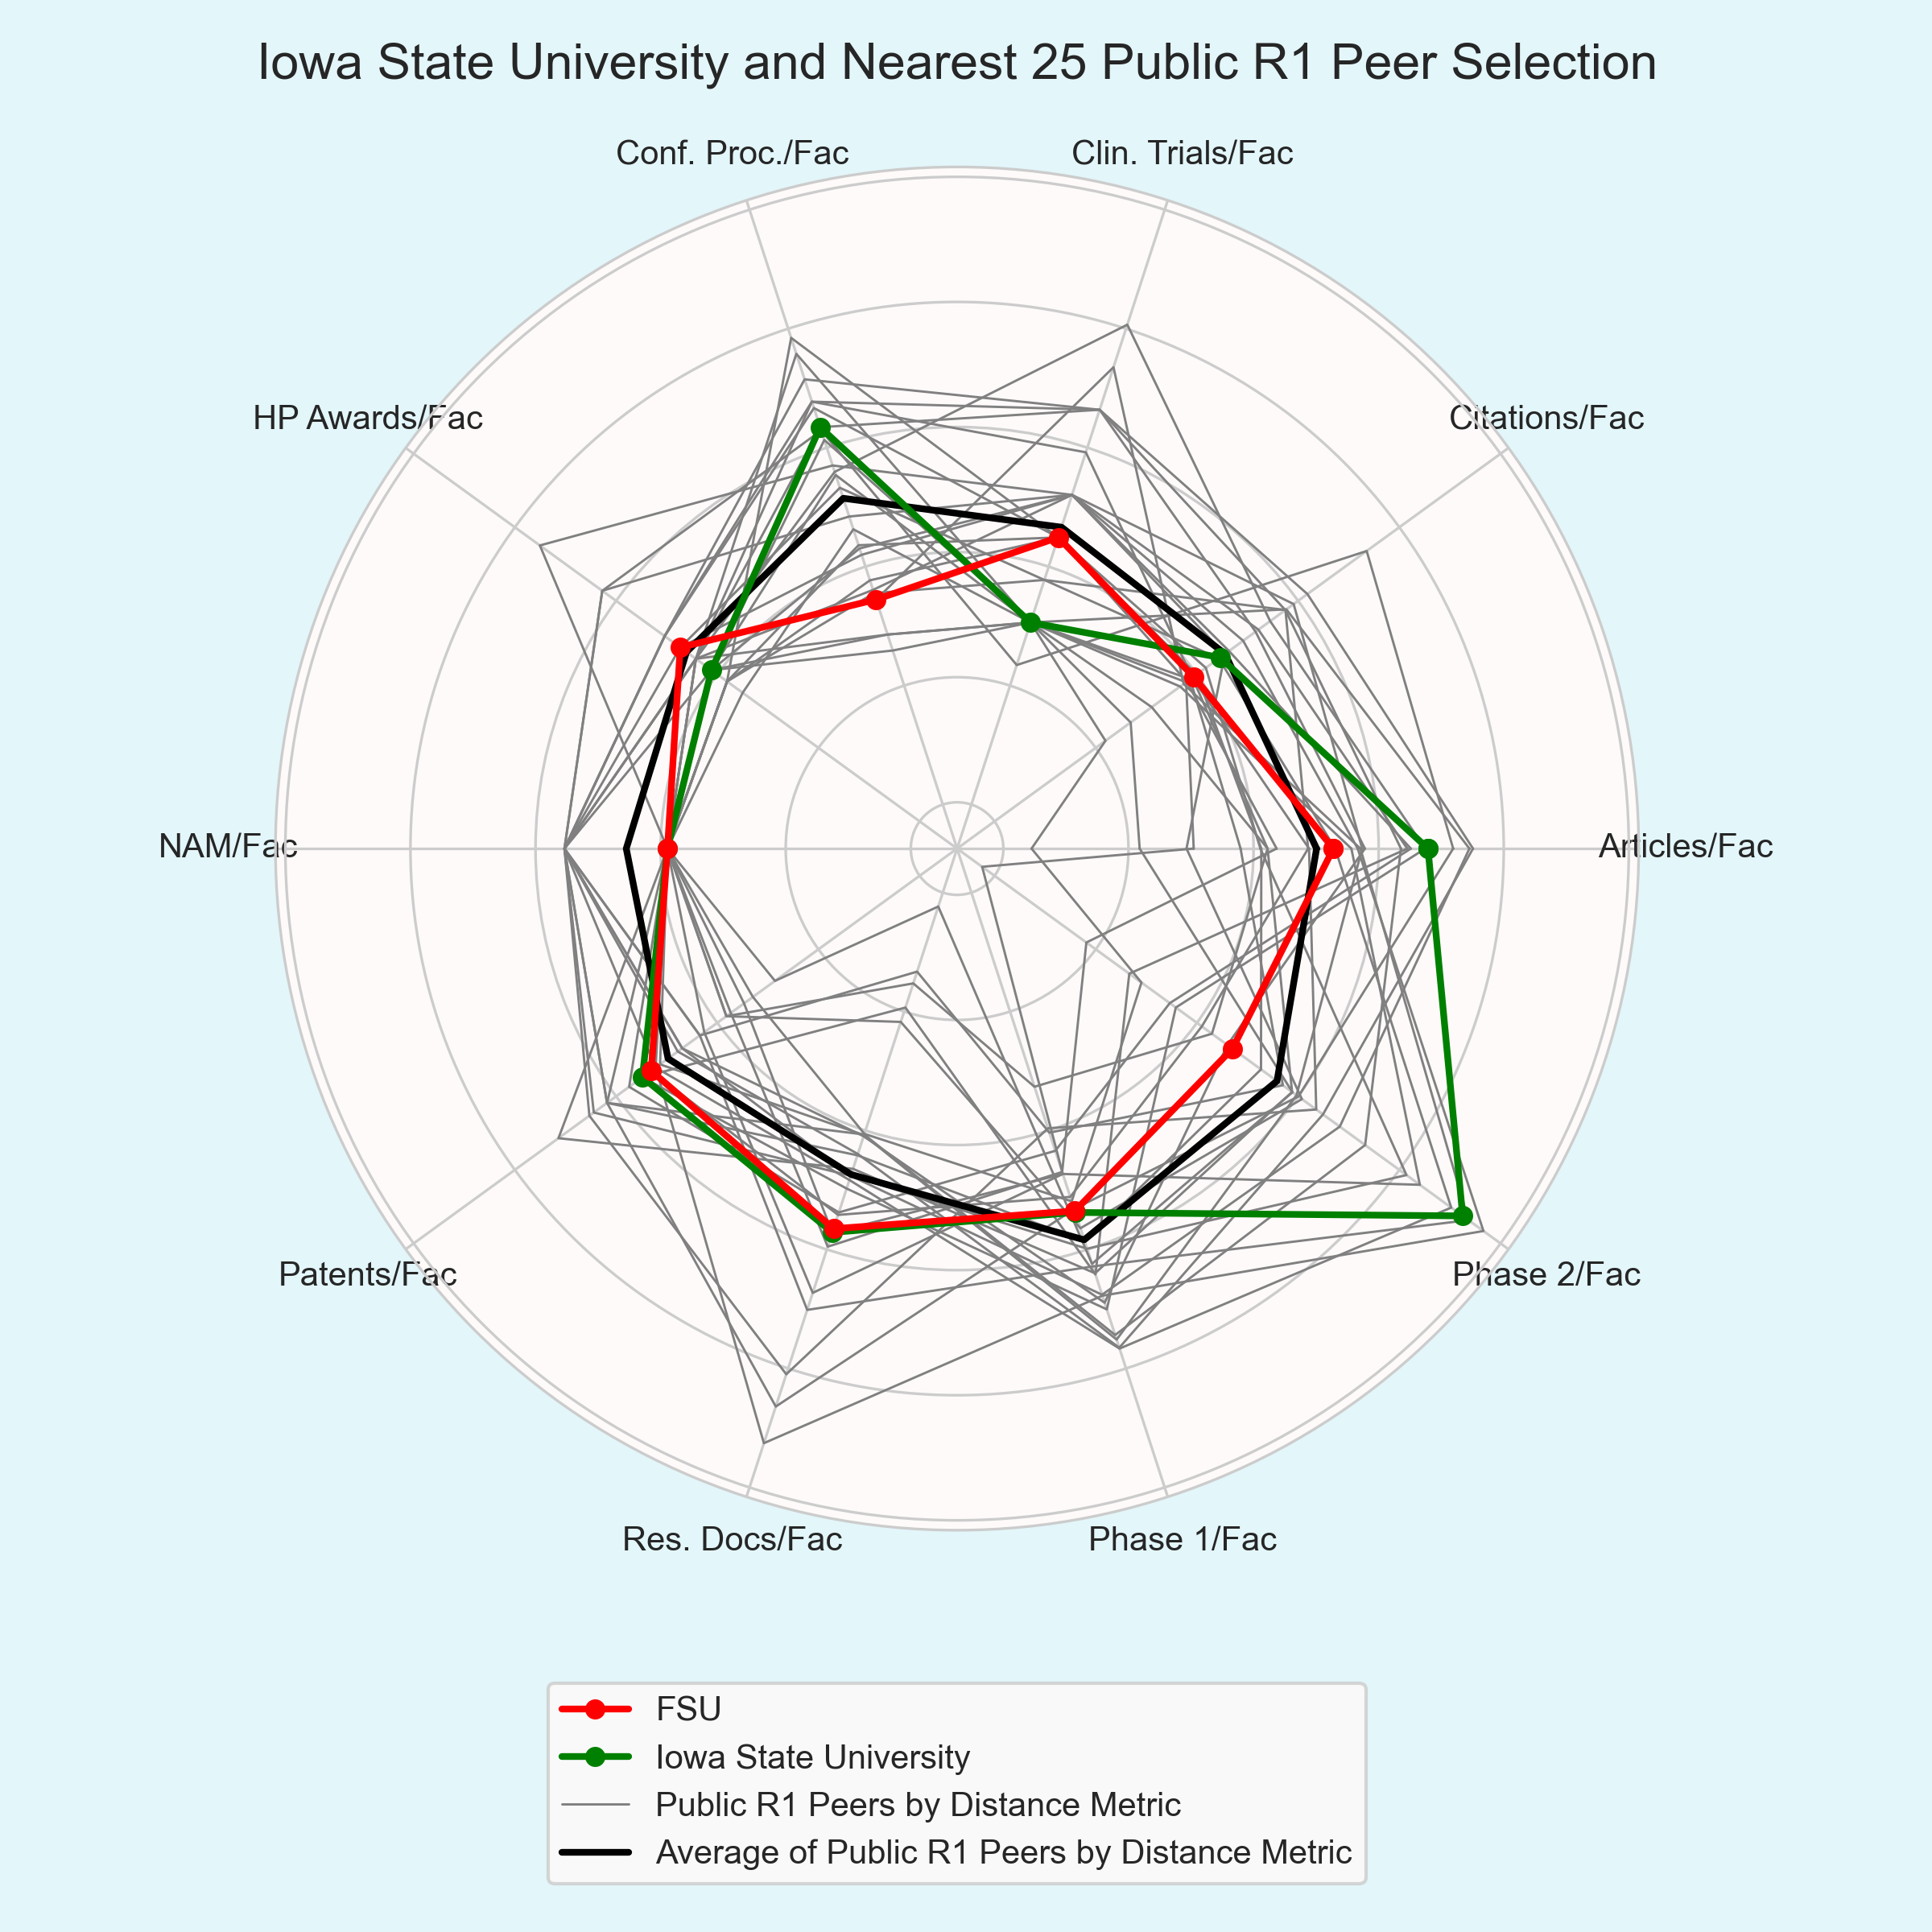 Iowa State University and Nearest 25 Public R1 Peer Selection
Conf. Proc./Fac
Clin. Trials/Fac
HP Awards/Fac
Citations/Fac
NAM/Fac
Articles/Fac
Patents/Fac
Phase 2/Fac
Res. Docs/Fac
Phase 1/Fac
FSU
Iowa State University
Public R1 Peers by Distance Metric
Average of Public R1 Peers by Distance Metric